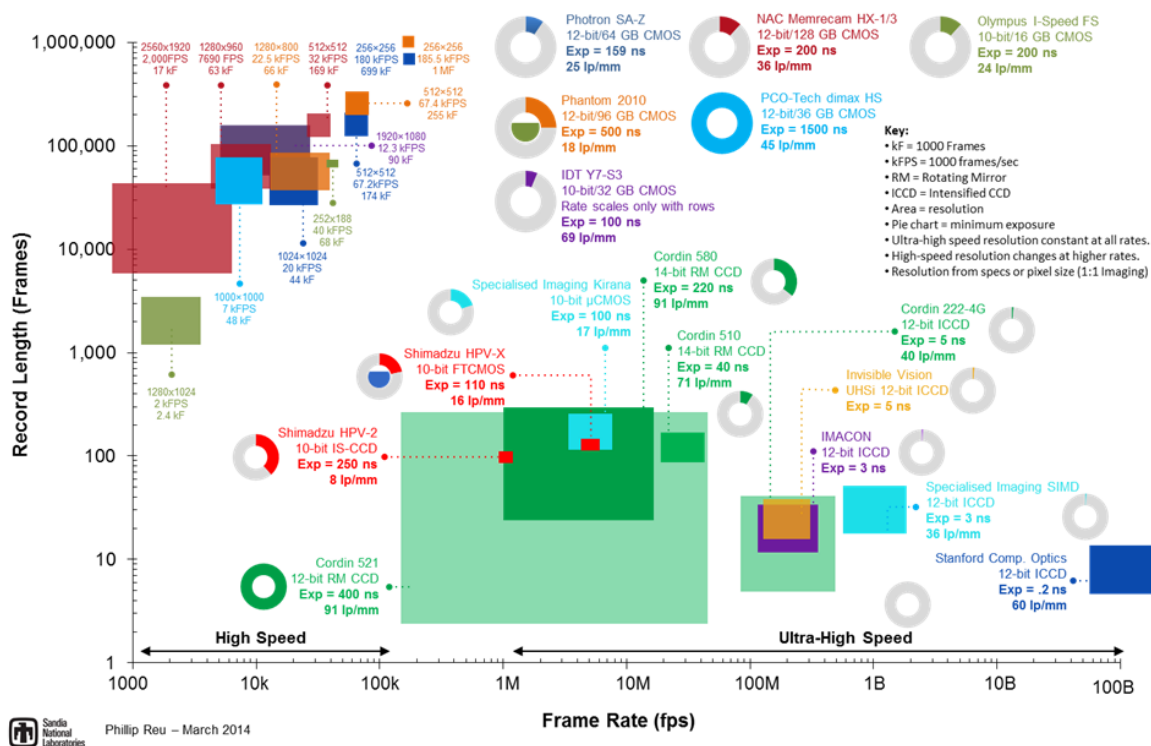 Photron SA-Z
12-bit/64 GB CMOS
Exp = 159 ns
25 lp/mm
NAC Memrecam HX-1/3
12-bit/128 GB CMOS
Exp = 200 ns
36 lp/mm
Olympus I-Speed FS
10-bit/16 GB CMOS
Exp = 200 ns
24 lp/mm
Phantom 2010
12-bit/96 GB CMOS
Exp = 500 ns
18 lp/mm
PCO-Tech dimax HS
12-bit/36 GB CMOS
Exp = 1500 ns
45 lp/mm
IDT Y7-S3
10-bit/32 GB CMOS
Rate scales only with rows
Exp = 100 ns
69 lp/mm
Key:
• kF = 1000 Frames
• kFPS = 1000 frames/sec
• RM = Rotating Mirror
• ICCD = Intensified CCD
• Area = resolution
• Pie chart = minimum exposure
• Ultra-high speed resolution constant at all rates.
• High-speed resolution changes at higher rates.
• Resolution from specs or pixel size (1:1 Imaging)
2560x1920
2,000FPS
17 kF
1280x960
7690 FPS
63 kF
1280×800
22.5 kFPS
66 kF
512x512
32 kFPS
169 kF
256×256
180 kFPS
699 kF
256×256
185.5 kFPS
1 MF
512×512
67.4 kFPS
255 kF
1920×1080
12.3 kFPS
90 kF
512×512
67.2kFPS
174 kF
252x188
40 kFPS
68 kF
1024×1024
20 kFPS
44 kF
1000×1000
7 kFPS
48 kF
1280x1024
2 kFPS
2.4 kF
Cordin 580
14-bit RM CCD
Exp = 220 ns
91 lp/mm
Specialised Imaging Kirana
10-bit µCMOS
Exp = 100 ns
17 lp/mm
Cordin 510
14-bit RM CCD
Exp = 40 ns
71 lp/mm
Cordin 222-4G
12-bit ICCD
Exp = 5 ns
40 lp/mm
Shimadzu HPV-X
10-bit FTCMOS
Exp = 110 ns
16 lp/mm
Invisible Vision
UHSi 12-bit ICCD
Exp = 5 ns
Shimadzu HPV-2
10-bit IS-CCD
Exp = 250 ns
8 lp/mm
IMACON
12-bit ICCD
Exp = 3 ns
Specialised Imaging SIMD
12-bit ICCD
Exp = 3 ns
36 lp/mm
Cordin 521
12-bit RM CCD
Exp = 400 ns
91 lp/mm
Stanford Comp. Optics
12-bit ICCD
Exp = .2 ns
60 lp/mm
High Speed
Ultra-High Speed
Record Length (Frames)
1,000,000
100,000
10,000
1,000
100
10
1
1000
10k
100k
1M
10M
100M
1B
10B
100B
Frame Rate (fps)
Sandia
National
Laboratories
Phillip Reu – March 2014